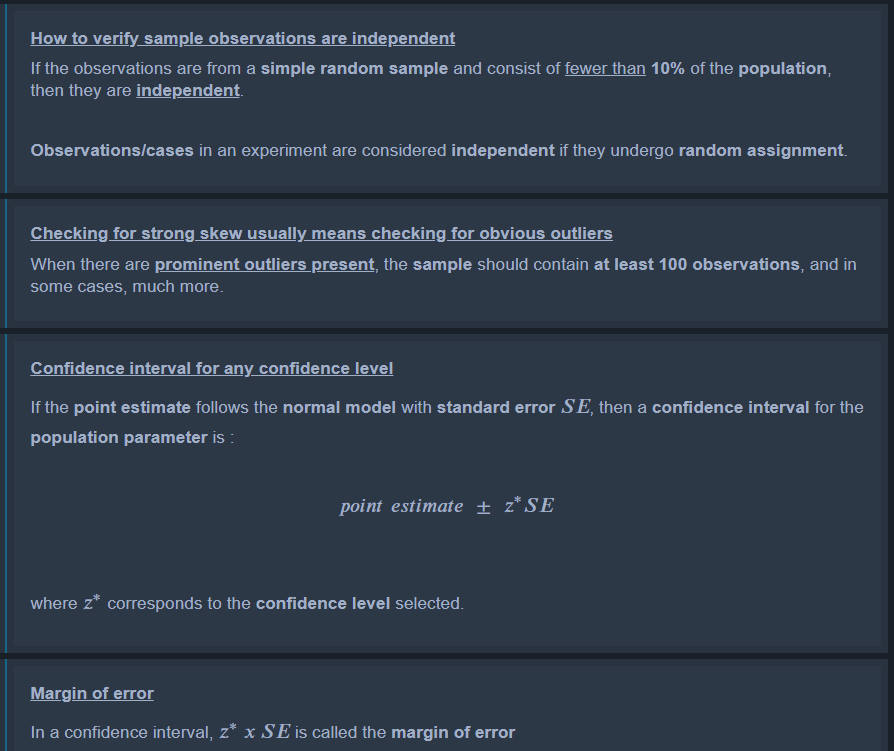 How to verify sample observations are independent
If the observations are from a simple random sample and consist of fewer than 10% of the population,
then they are independent.
Observations/cases in an experiment are considered independent if they undergo random assignment.
Checking for strong skew usually means checking for obvious outliers
When there are prominent outliers present, the sample should contain at least 100 observations, and in
some cases, much more.
Confidence interval for any confidence level
If the point estimate follows the normal model with standard error SE, then a confidence interval for the
population parameter is :
point estimate ± z* SE
where z* corresponds to the confidence level selected.
Margin of error
In a confidence interval, z* x SE is called the margin of error